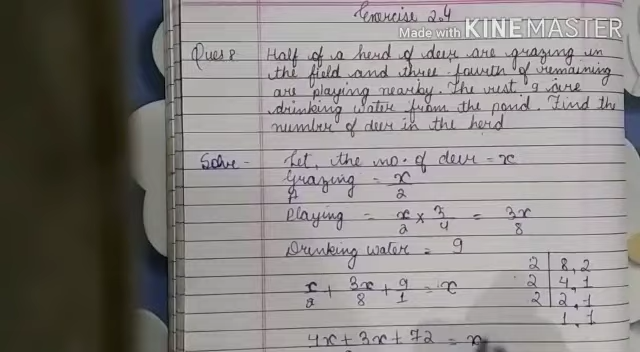 Exercise 2.4
Made with KINEMASTER
Ques 8 Half of a herd of deer are grazing in
the field and three fourth of remaining
are playing nearby. The rest 9 are
drinking water from the pond. Find the
number of deer in the herd
Solve - Let, the no. of deer = x
Grazing = x/2
Playing = x/2 × 3/4 = 3x/8
Drinking water = 9
x/2 + 3x/8 + 9/1 = x
2 | 8, 2
2 | 4, 1
2 | 2, 1
1, 1
4x + 3x + 72 = x